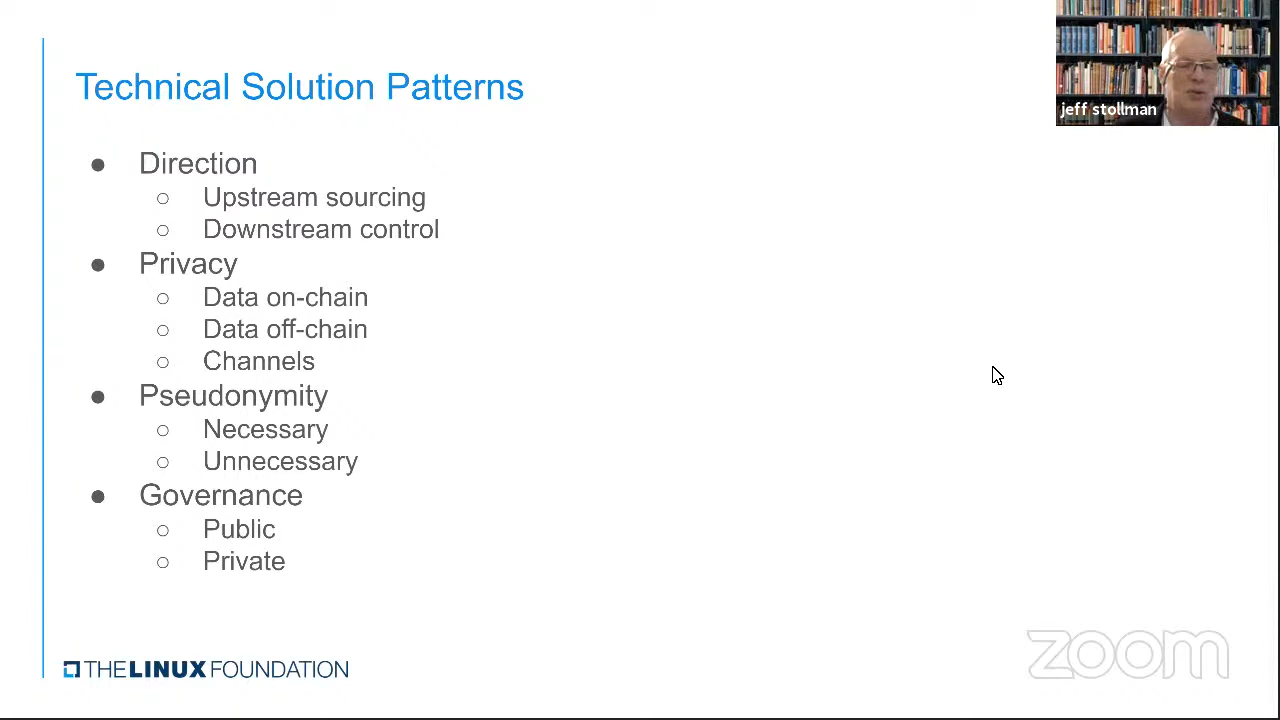 Technical Solution Patterns
jeff stollman
● Direction
○ Upstream sourcing
○ Downstream control
● Privacy
○ Data on-chain
○ Data off-chain
○ Channels
● Pseudonymity
○ Necessary
○ Unnecessary
● Governance
○ Public
○ Private
THE LINUX FOUNDATION
zoom